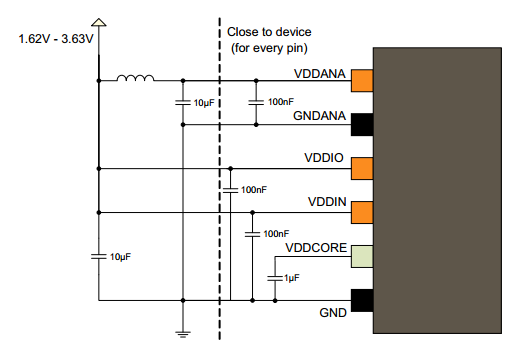 Close to device
(for every pin)
1.62V - 3.63V
VDDANA
10µF
100nF
GNDANA
VDDIO
100nF
VDDIN
100nF
VDDCORE
10µF
1µF
GND